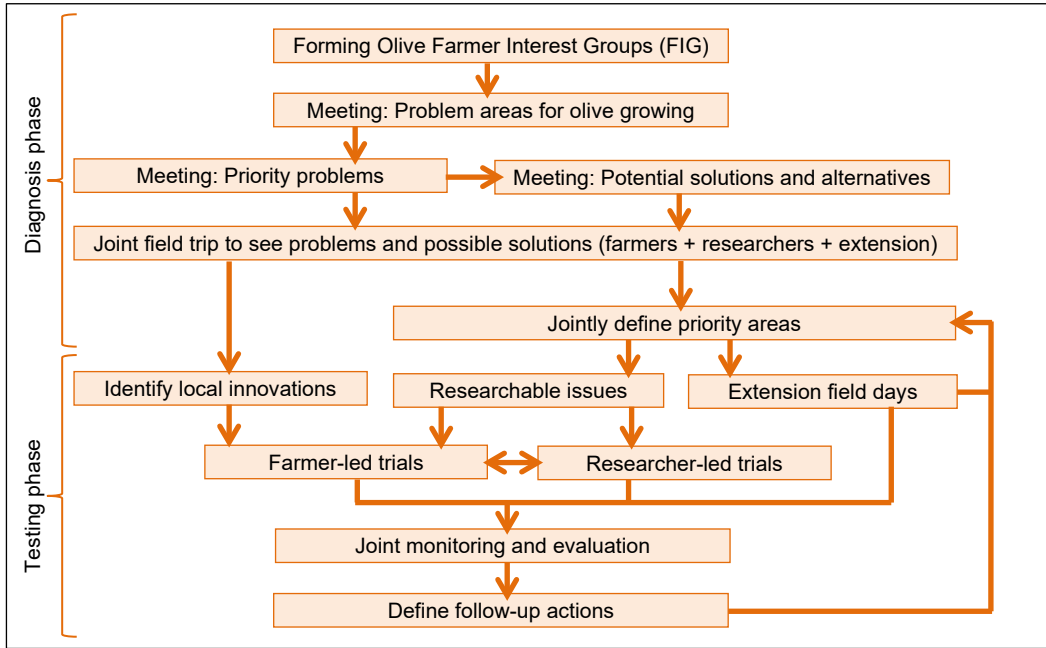 Diagnosis phase
Forming Olive Farmer Interest Groups (FIG)
Meeting: Problem areas for olive growing
Meeting: Priority problems
Meeting: Potential solutions and alternatives
Joint field trip to see problems and possible solutions (farmers + researchers + extension)
Jointly define priority areas
Testing phase
Identify local innovations
Researchable issues
Extension field days
Farmer-led trials
Researcher-led trials
Joint monitoring and evaluation
Define follow-up actions